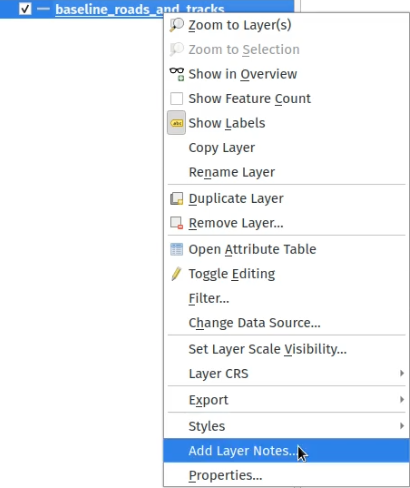 baseline_roads_and_tracks
Zoom to Layer(s)
Zoom to Selection
Show in Overview
Show Feature Count
abc Show Labels
Copy Layer
Rename Layer
Duplicate Layer
Remove Layer...
Open Attribute Table
Toggle Editing
Filter...
Change Data Source...
Set Layer Scale Visibility...
Layer CRS
Export
Styles
Add Layer Notes...
Properties...